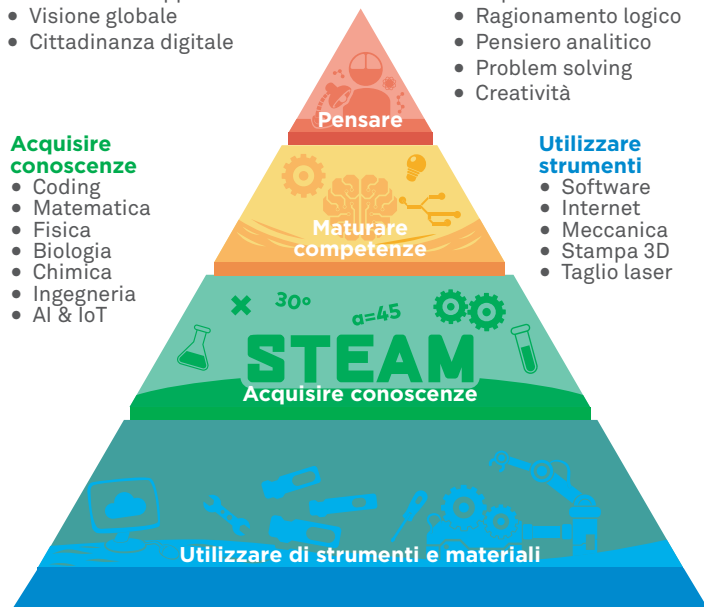 • Visione globale
• Cittadinanza digitale
• Ragionamento logico
• Pensiero analitico
• Problem solving
• Creatività
Pensare
Acquisire
conoscenze
• Coding
• Matematica
• Fisica
• Biologia
• Chimica
• Ingegneria
• AI & IoT
Utilizzare
strumenti
• Software
• Internet
• Meccanica
• Stampa 3D
• Taglio laser
Maturare
competenze
30°
a=45
STEAM
Acquisire conoscenze
Utilizzare di strumenti e materiali